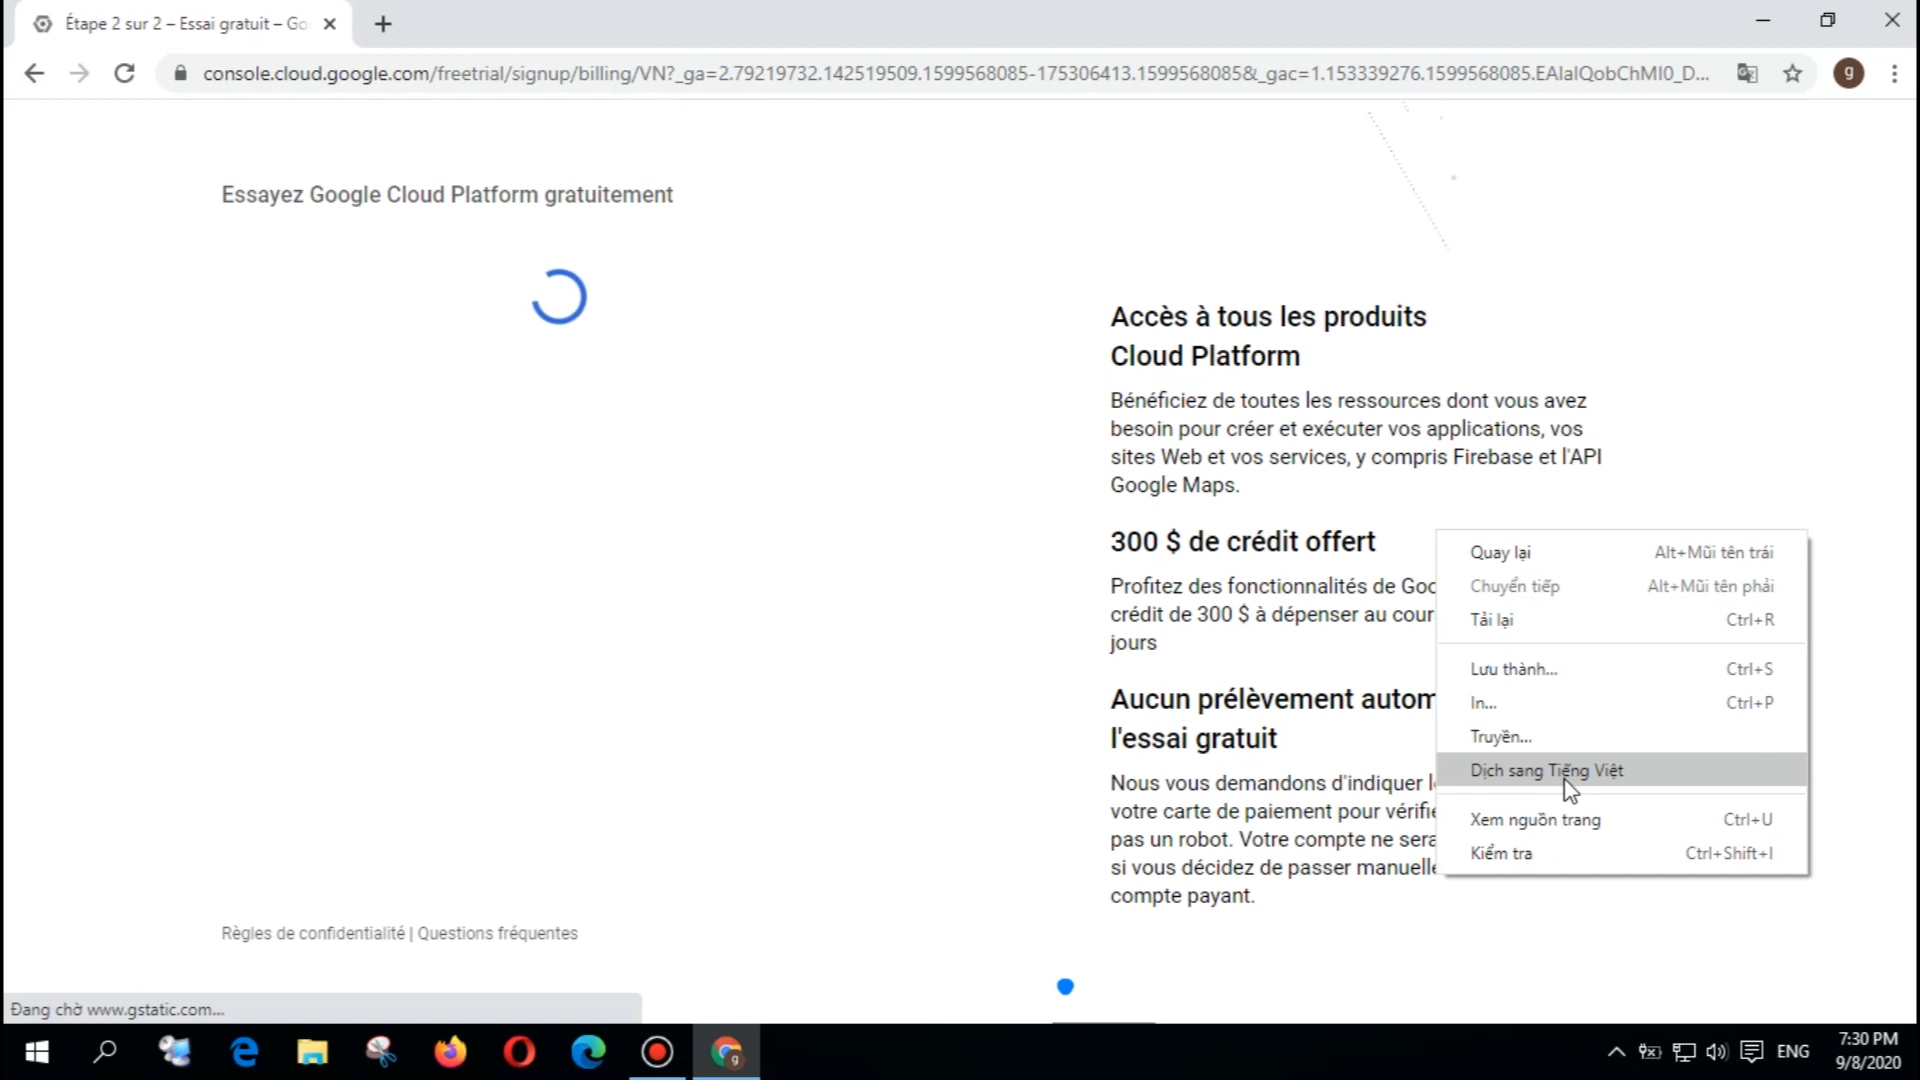 Étape 2 sur 2 – Essai gratuit – Go
console.cloud.google.com/freetrial/signup/billing/VN?_ga=2.79219732.142519509.1599568085-175306413.1599568085&_gac=1.153339276.1599568085.EAIaIQobChMI0_D...
g
Essayez Google Cloud Platform gratuitement
Accès à tous les produits
Cloud Platform
Bénéficiez de toutes les ressources dont vous avez
besoin pour créer et exécuter vos applications, vos
sites Web et vos services, y compris Firebase et l'API
Google Maps.
300 $ de crédit offert
Profitez des fonctionnalités de Goo
crédit de 300 $ à dépenser au cour
jours
Aucun prélèvement autom
l'essai gratuit
Nous vous demandons d'indiquer l
votre carte de paiement pour vérifie
pas un robot. Votre compte ne sera
si vous décidez de passer manuelle
compte payant.
Quay lại Alt+Mũi tên trái
Chuyển tiếp Alt+Mũi tên phải
Tải lại Ctrl+R
Lưu thành... Ctrl+S
In... Ctrl+P
Truyền...
Dịch sang Tiếng Việt
Xem nguồn trang Ctrl+U
Kiểm tra Ctrl+Shift+I
Règles de confidentialité | Questions fréquentes
Đang chờ www.gstatic.com...
g
ENG
7:30 PM
9/8/2020